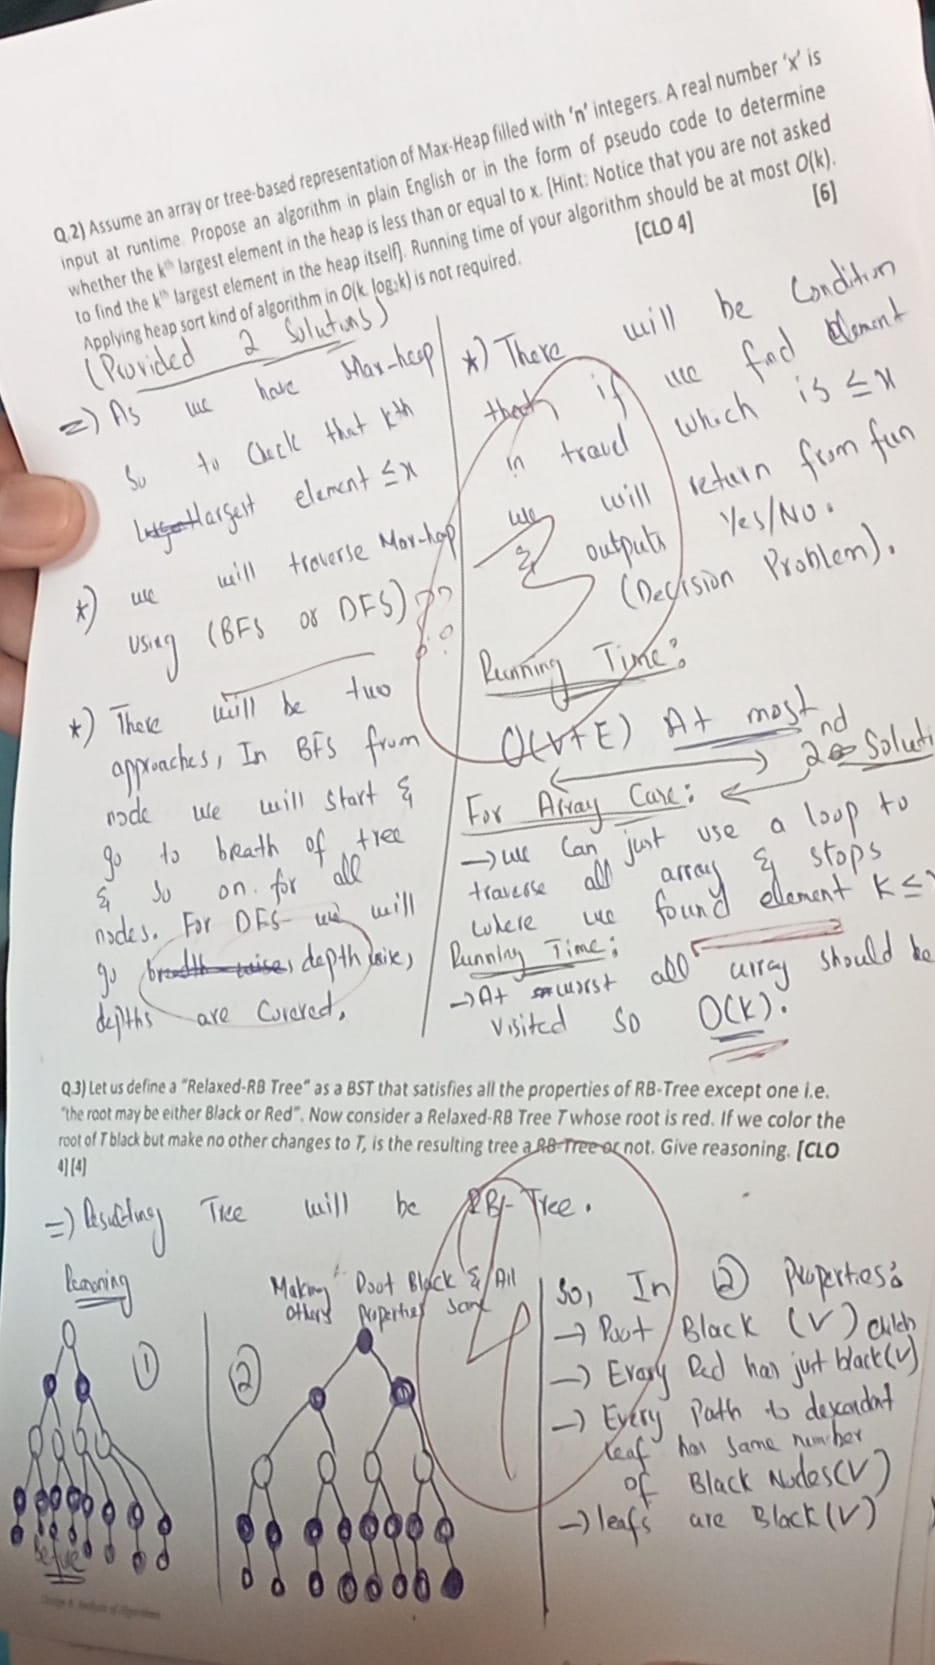 Q.2) Assume an array or tree-based representation of Max-Heap filled with 'n' integers. A real number 'x' is
input at runtime. Propose an algorithm in plain English or in the form of pseudo code to determine
whether the kth largest element in the heap is less than or equal to x. [Hint: Notice that you are not asked
to find the kth largest element in the heap itself]. Running time of your algorithm should be at most O(k).
Applying heap sort kind of algorithm in O(k. log2k) is not required.
[CLO 4]
[6]
(Provided 2 Solutions)
=) As we have Max-heap
So to Check that kth
largest element ≤x
*) we will traverse Max-heap
using (BFS or DFS) ??
*) There will be two
approaches, In BFS from
node we will start &
go to breath of tree
& so on. for all
nodes. For DFS we will
go breadth wise, depth wise,
depths are Covered.
*) There will be Condition
that if we find element
in travel which is ≤x
we will return from fun
& outputs Yes/No.
(Decision Problem).
3
Running Time:
O(V+E) At most
2nd Soluti
For Array Case:
→ we Can just use a loop to
traverse all array & stops
where we found element K≤
Running Time:
→ At worst all array should be
visited so O(K).
Q.3) Let us define a "Relaxed-RB Tree" as a BST that satisfies all the properties of RB-Tree except one i.e.
"the root may be either Black or Red". Now consider a Relaxed-RB Tree T whose root is red. If we color the
root of T black but make no other changes to T, is the resulting tree a RB-Tree or not. Give reasoning. [CLO
4] [4]
=) Resulting Tree will be RB-Tree.
Reasoning
1
Before
Making Root Black & All
others Properties Same
2
4
So, In 2 Properties:
→ Root Black (✓)
→ Every Red has just black(✓) child
→ Every Path to descendant
leaf has same number
of Black Nodes(✓)
→ leafs are Black(✓)
Design & Analysis of Algorithms